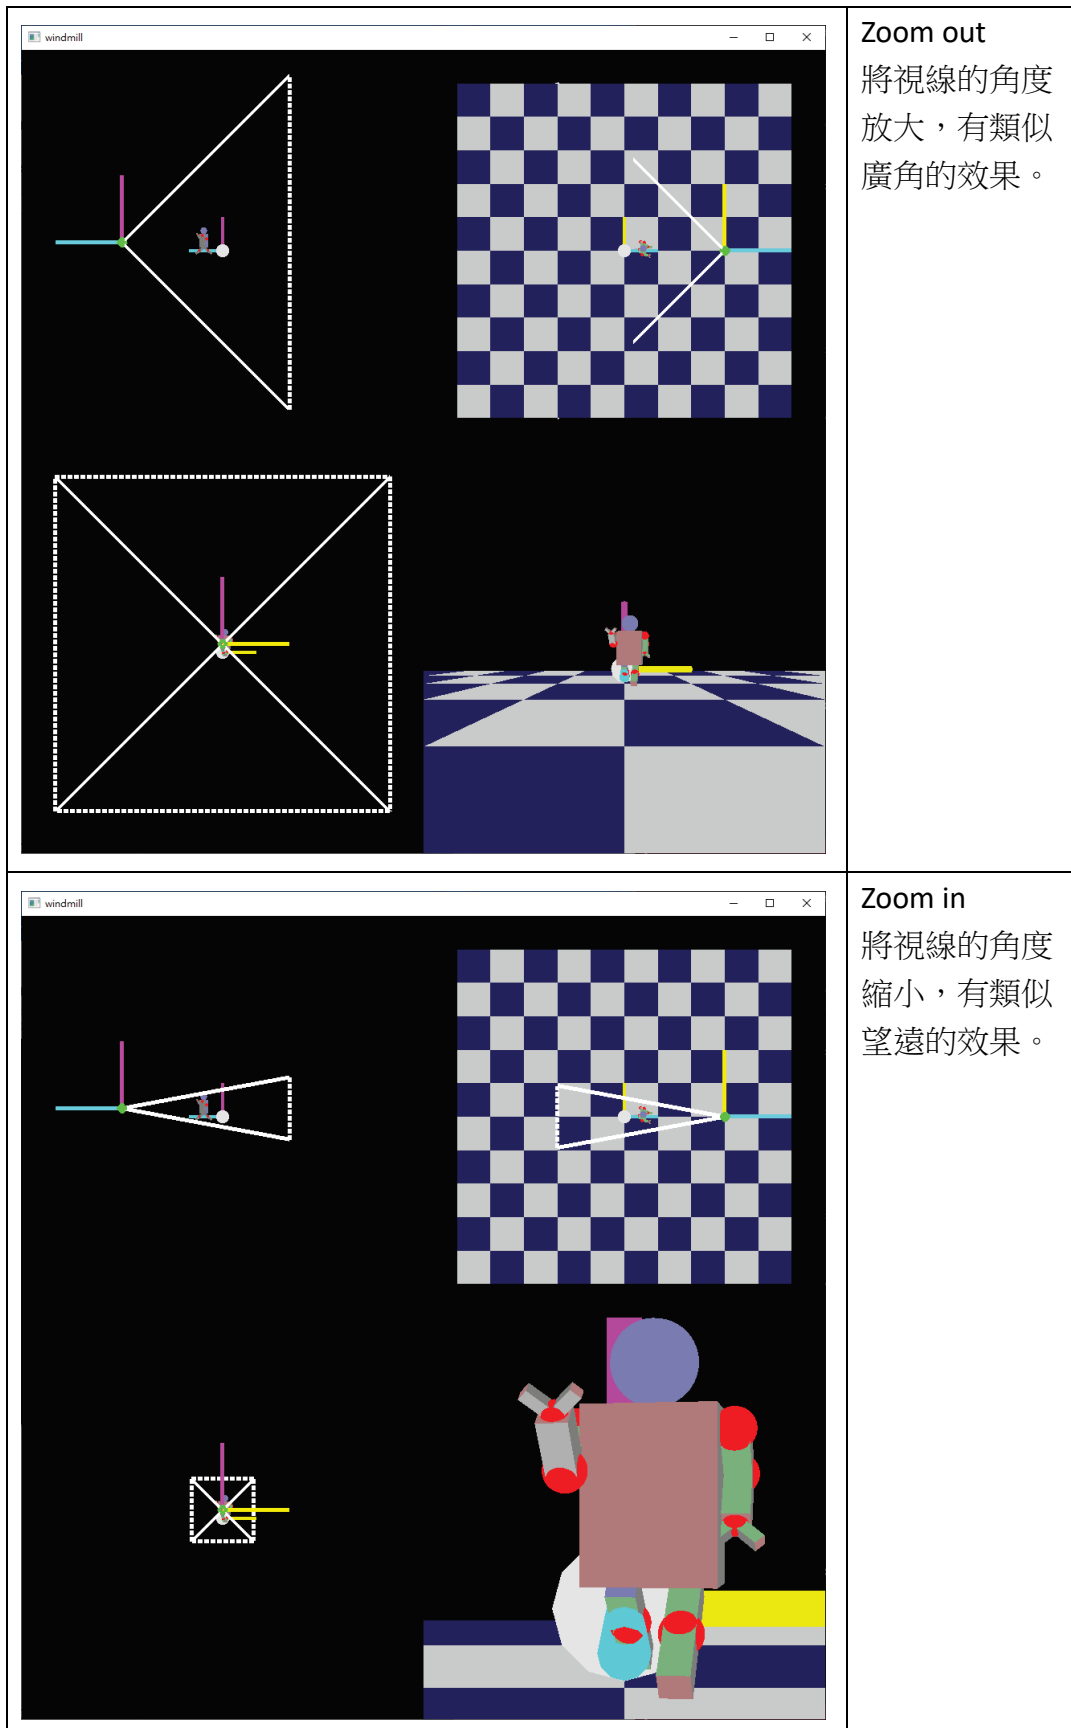 windmill
Zoom out
將視線的角度
放大，有類似
廣角的效果。
windmill
Zoom in
將視線的角度
縮小，有類似
望遠的效果。